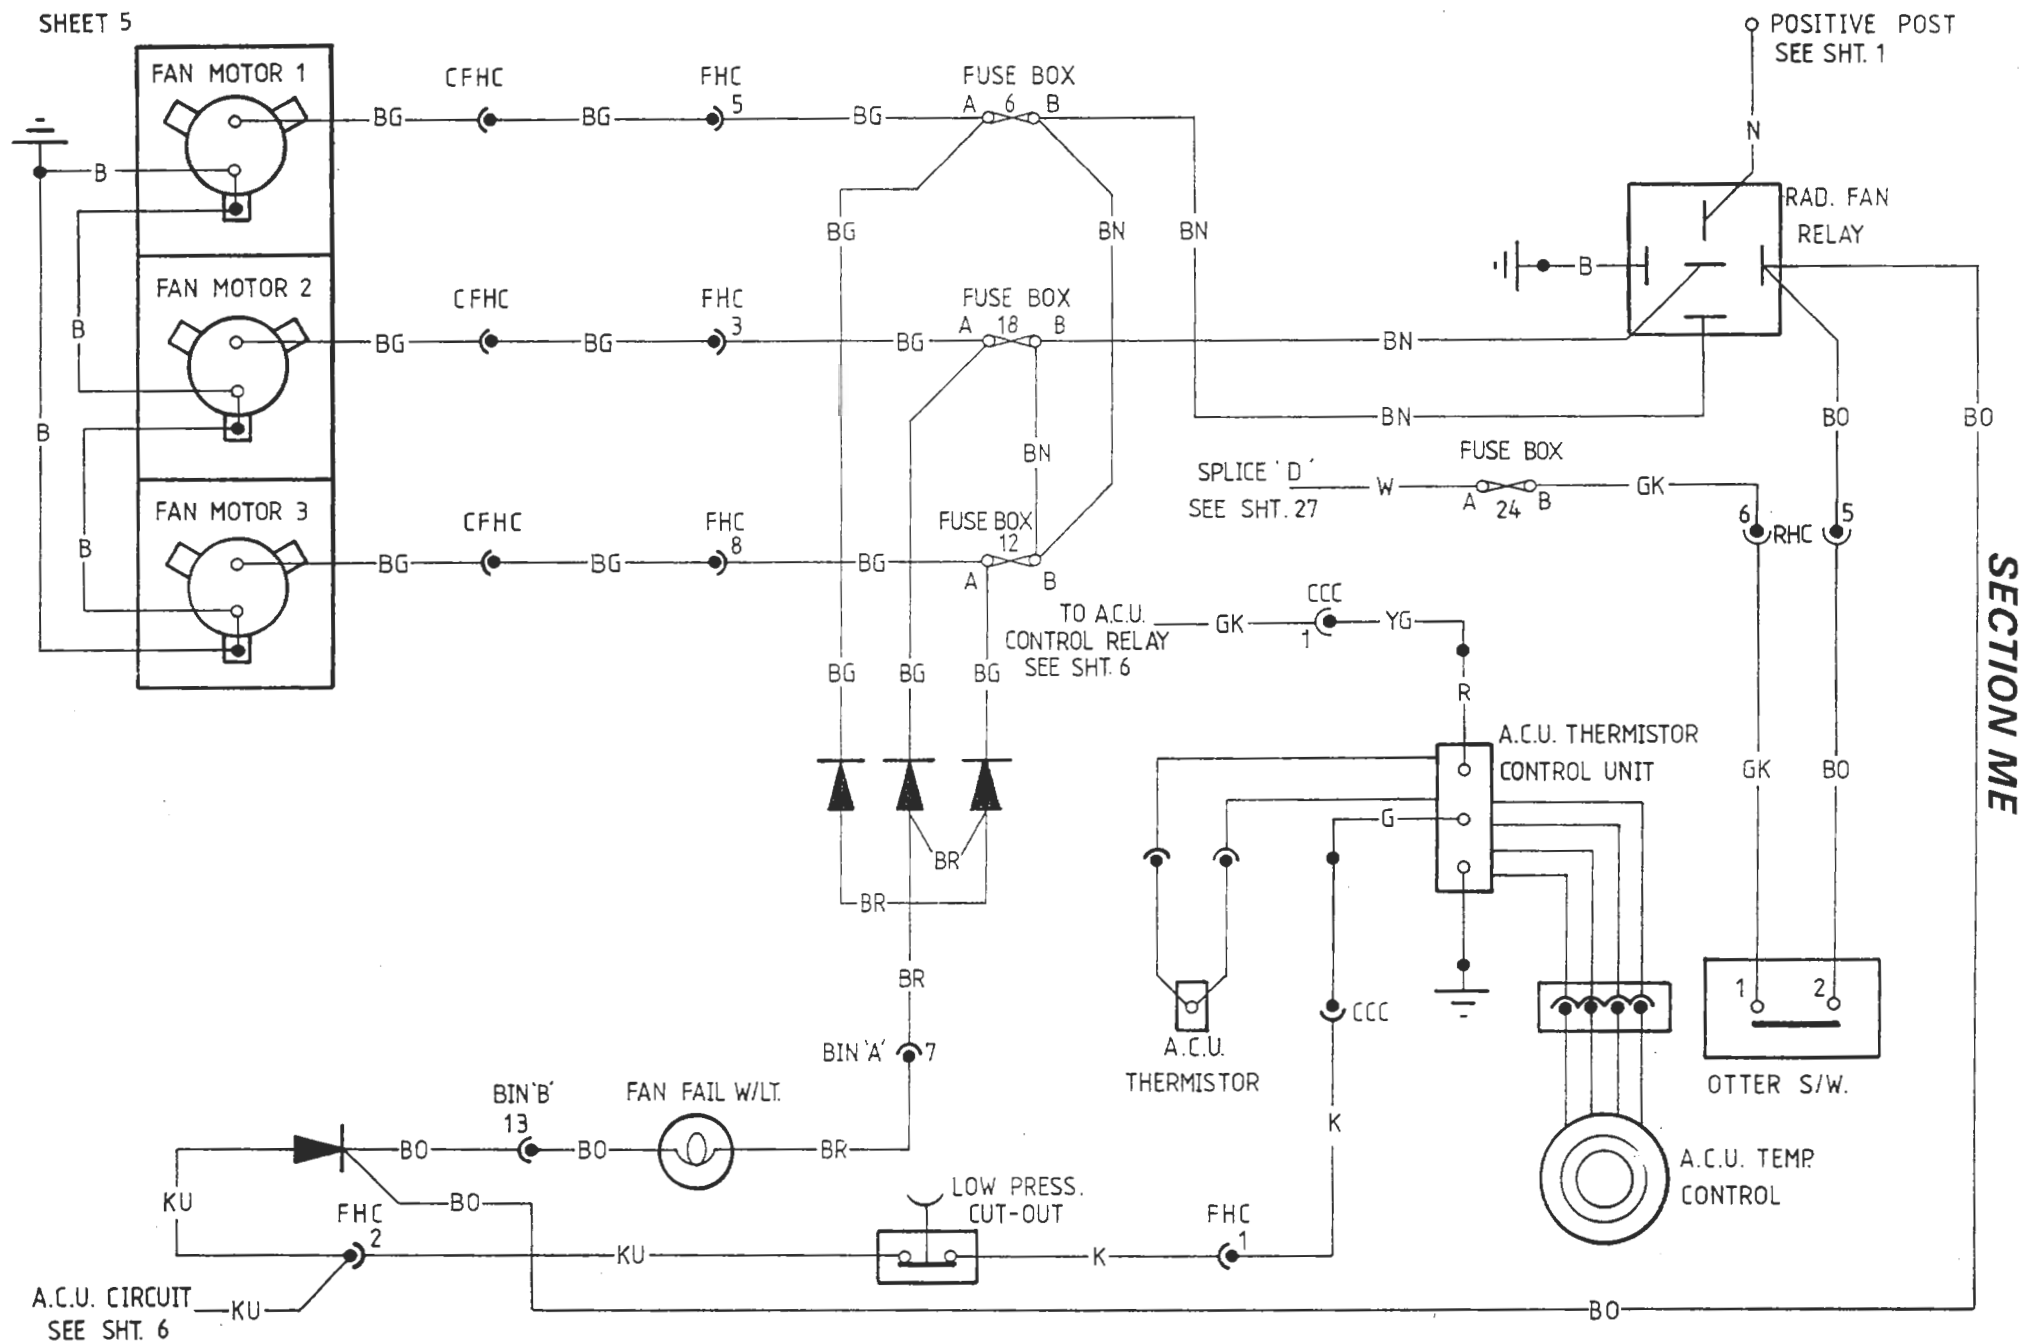 SHEET 5
POSITIVE POST
SEE SHT. 1
FAN MOTOR 1
CFHC
FHC
5
FUSE BOX
A 6 B
BG
BG
BG
N
B
RAD. FAN
RELAY
BG
BN
BN
B
FAN MOTOR 2
CFHC
FHC
3
FUSE BOX
A 18 B
B
BG
BG
BG
BN
BN
BO
BO
B
BN
FUSE BOX
SPLICE 'D'
SEE SHT. 27
W
A 24 B
GK
FAN MOTOR 3
CFHC
FHC
8
FUSE BOX
12
A
B
6 RHC 5
B
BG
BG
BG
SECTION ME
TO A.C.U.
CONTROL RELAY
SEE SHT. 6
GK
CCC
1
YG
BG
BG
BG
R
A.C.U. THERMISTOR
CONTROL UNIT
GK
BO
G
BR
BR
BR
CCC
1
2
BIN 'A' 7
A.C.U.
THERMISTOR
OTTER S/W.
BIN 'B'
13
FAN FAIL W/LT.
K
BO
BO
BR
A.C.U. TEMP.
CONTROL
KU
FHC
2
BO
LOW PRESS.
CUT-OUT
FHC
1
KU
K
A.C.U. CIRCUIT
SEE SHT. 6
KU
BO